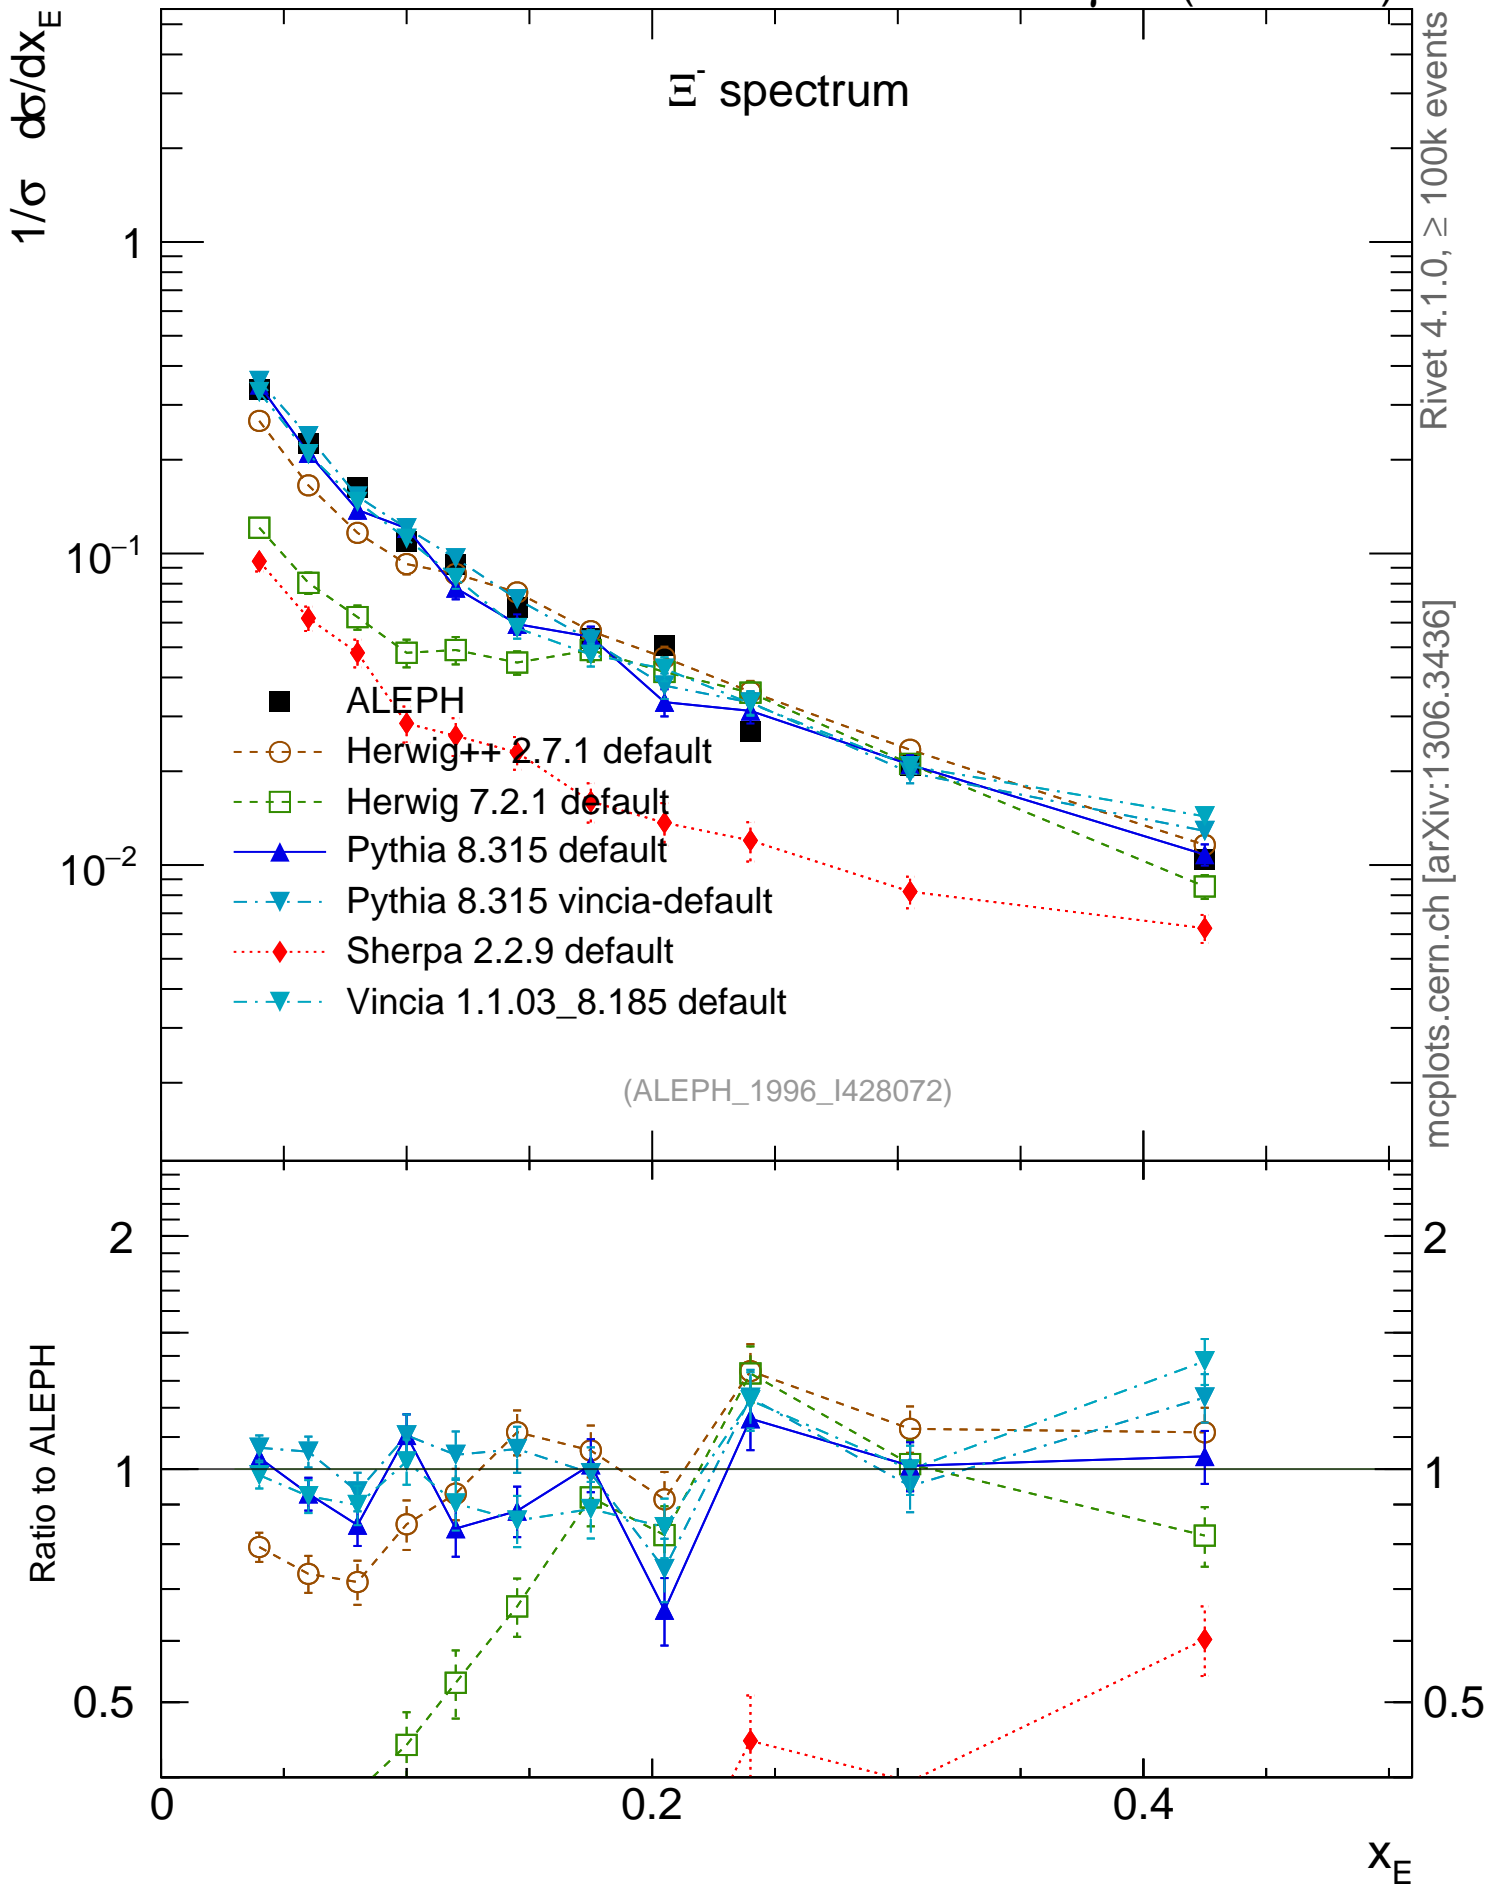 Ξ⁻ spectrum
1/σ dσ/dx_E
1
10⁻¹
10⁻²
ALEPH
Herwig++ 2.7.1 default
Herwig 7.2.1 default
Pythia 8.315 default
Pythia 8.315 vincia-default
Sherpa 2.2.9 default
Vincia 1.1.03_8.185 default
(ALEPH_1996_I428072)
Rivet 4.1.0, ≥ 100k events
mcplots.cern.ch [arXiv:1306.3436]
Ratio to ALEPH
2
1
0.5
2
1
0.5
0
0.2
0.4
x_E